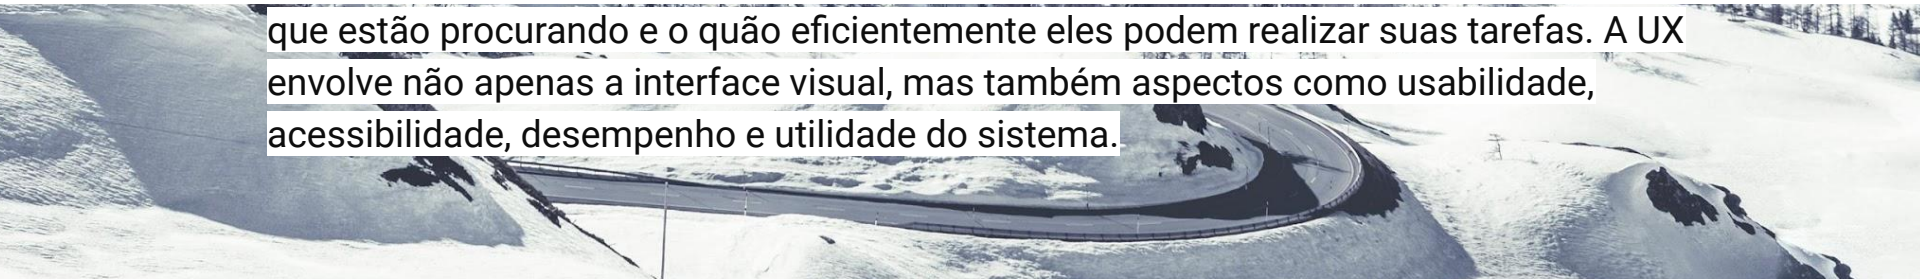 que estão procurando e o quão eficientemente eles podem realizar suas tarefas. A UX
envolve não apenas a interface visual, mas também aspectos como usabilidade,
acessibilidade, desempenho e utilidade do sistema.